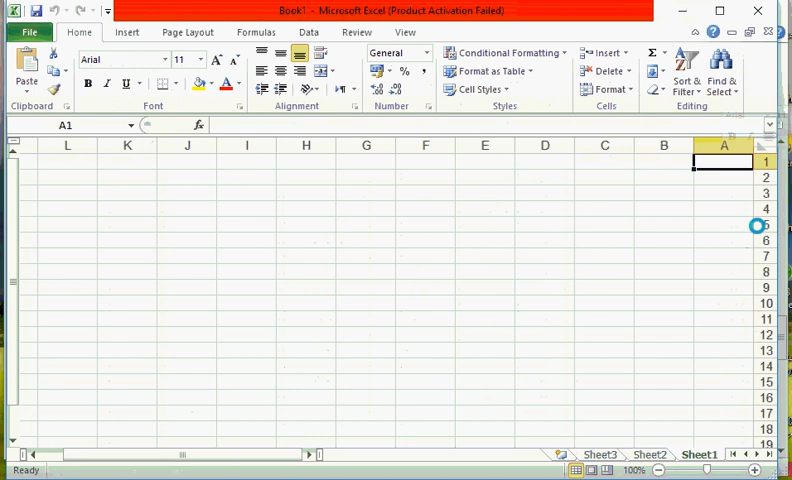 Book1 - Microsoft Excel (Product Activation Failed)
File Home Insert Page Layout Formulas Data Review View
Paste
Clipboard
Arial 11
B I U A
Font
Alignment
General
% ,
Number
Conditional Formatting
Format as Table
Cell Styles
Styles
Insert
Delete
Format
Cells
Σ
Sort & Filter
Find & Select
Editing
A1 fx
L K J I H G F E D C B A
1
2
3
4
5
6
7
8
9
10
11
12
13
14
15
16
17
18
19
Sheet3 Sheet2 Sheet1
Ready 100%